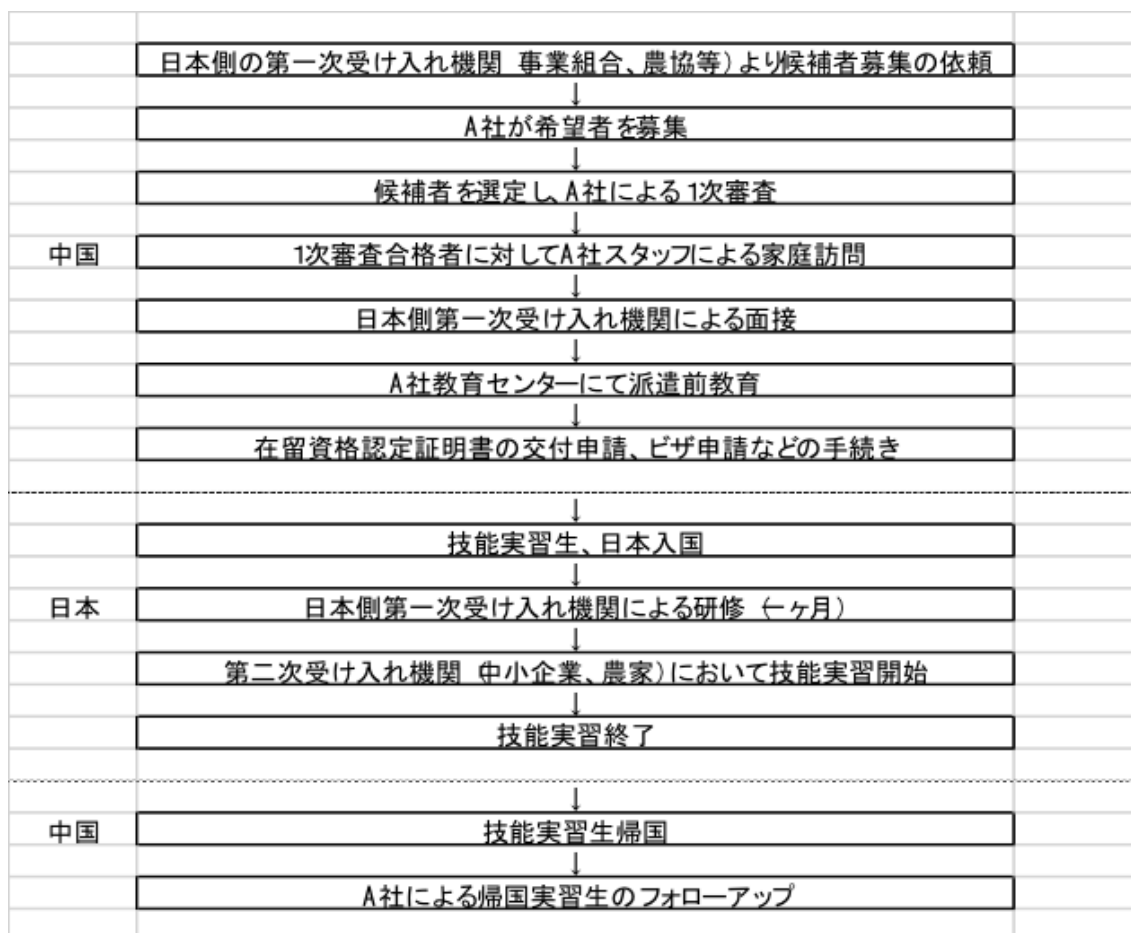 日本側の第一次受け入れ機関 事業組合、農協等）より候補者募集の依頼
↓
A社が希望者を募集
↓
候補者を選定し、A社による1次審査
↓
中国 1次審査合格者に対してA社スタッフによる家庭訪問
↓
日本側第一次受け入れ機関による面接
↓
A社教育センターにて派遣前教育
↓
在留資格認定証明書の交付申請、ビザ申請などの手続き
↓
技能実習生、日本入国
↓
日本 日本側第一次受け入れ機関による研修（一ヶ月）
↓
第二次受け入れ機関（中小企業、農家）において技能実習開始
↓
技能実習終了
↓
中国 技能実習生帰国
↓
A社による帰国実習生のフォローアップ